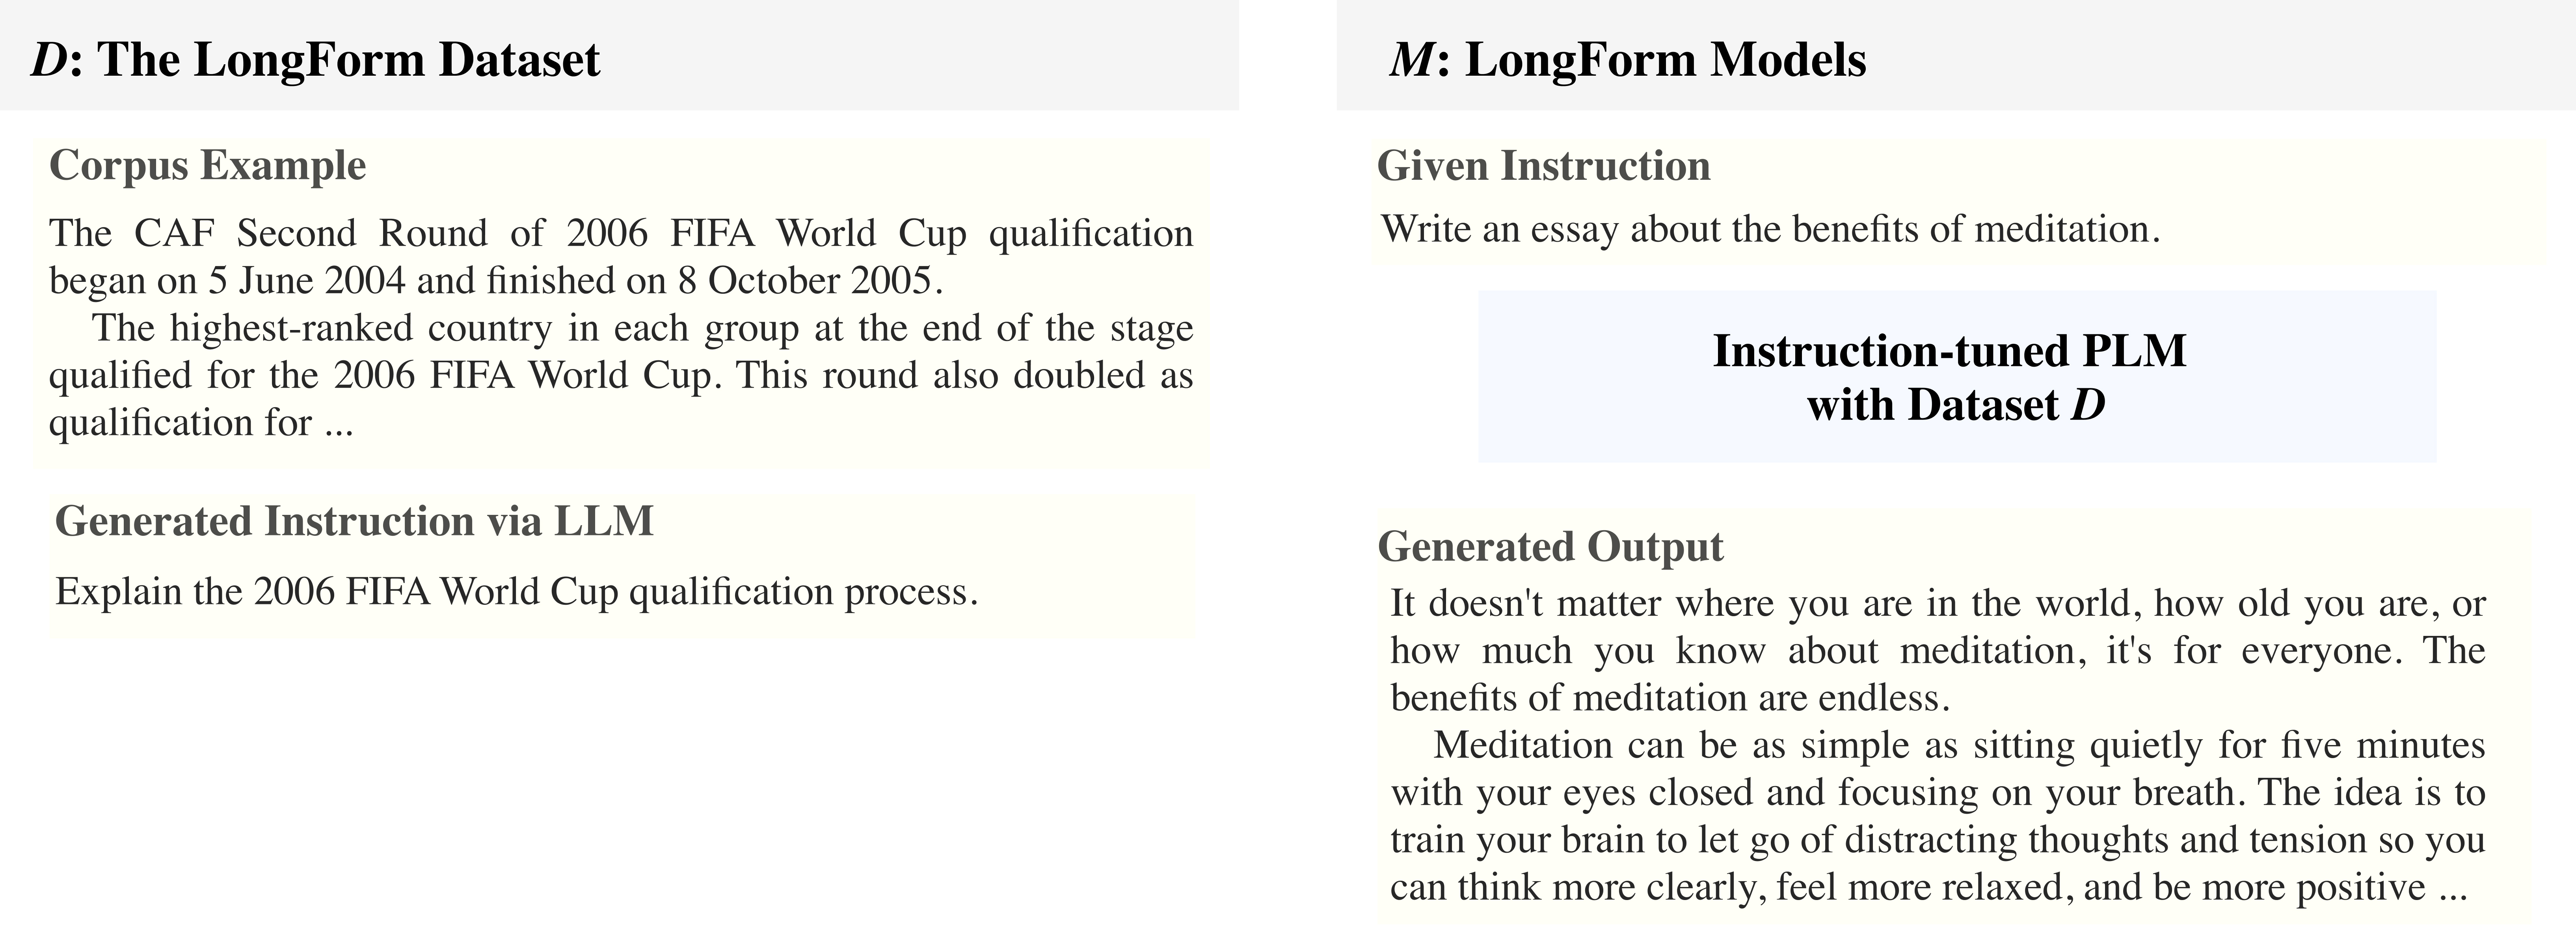 D: The LongForm Dataset
Corpus Example
The CAF Second Round of 2006 FIFA World Cup qualification
began on 5 June 2004 and finished on 8 October 2005.
The highest-ranked country in each group at the end of the stage
qualified for the 2006 FIFA World Cup. This round also doubled as
qualification for ...
Generated Instruction via LLM
Explain the 2006 FIFA World Cup qualification process.
M: LongForm Models
Given Instruction
Write an essay about the benefits of meditation.
Instruction-tuned PLM
with Dataset D
Generated Output
It doesn't matter where you are in the world, how old you are, or
how much you know about meditation, it's for everyone. The
benefits of meditation are endless.
Meditation can be as simple as sitting quietly for five minutes
with your eyes closed and focusing on your breath. The idea is to
train your brain to let go of distracting thoughts and tension so you
can think more clearly, feel more relaxed, and be more positive ...